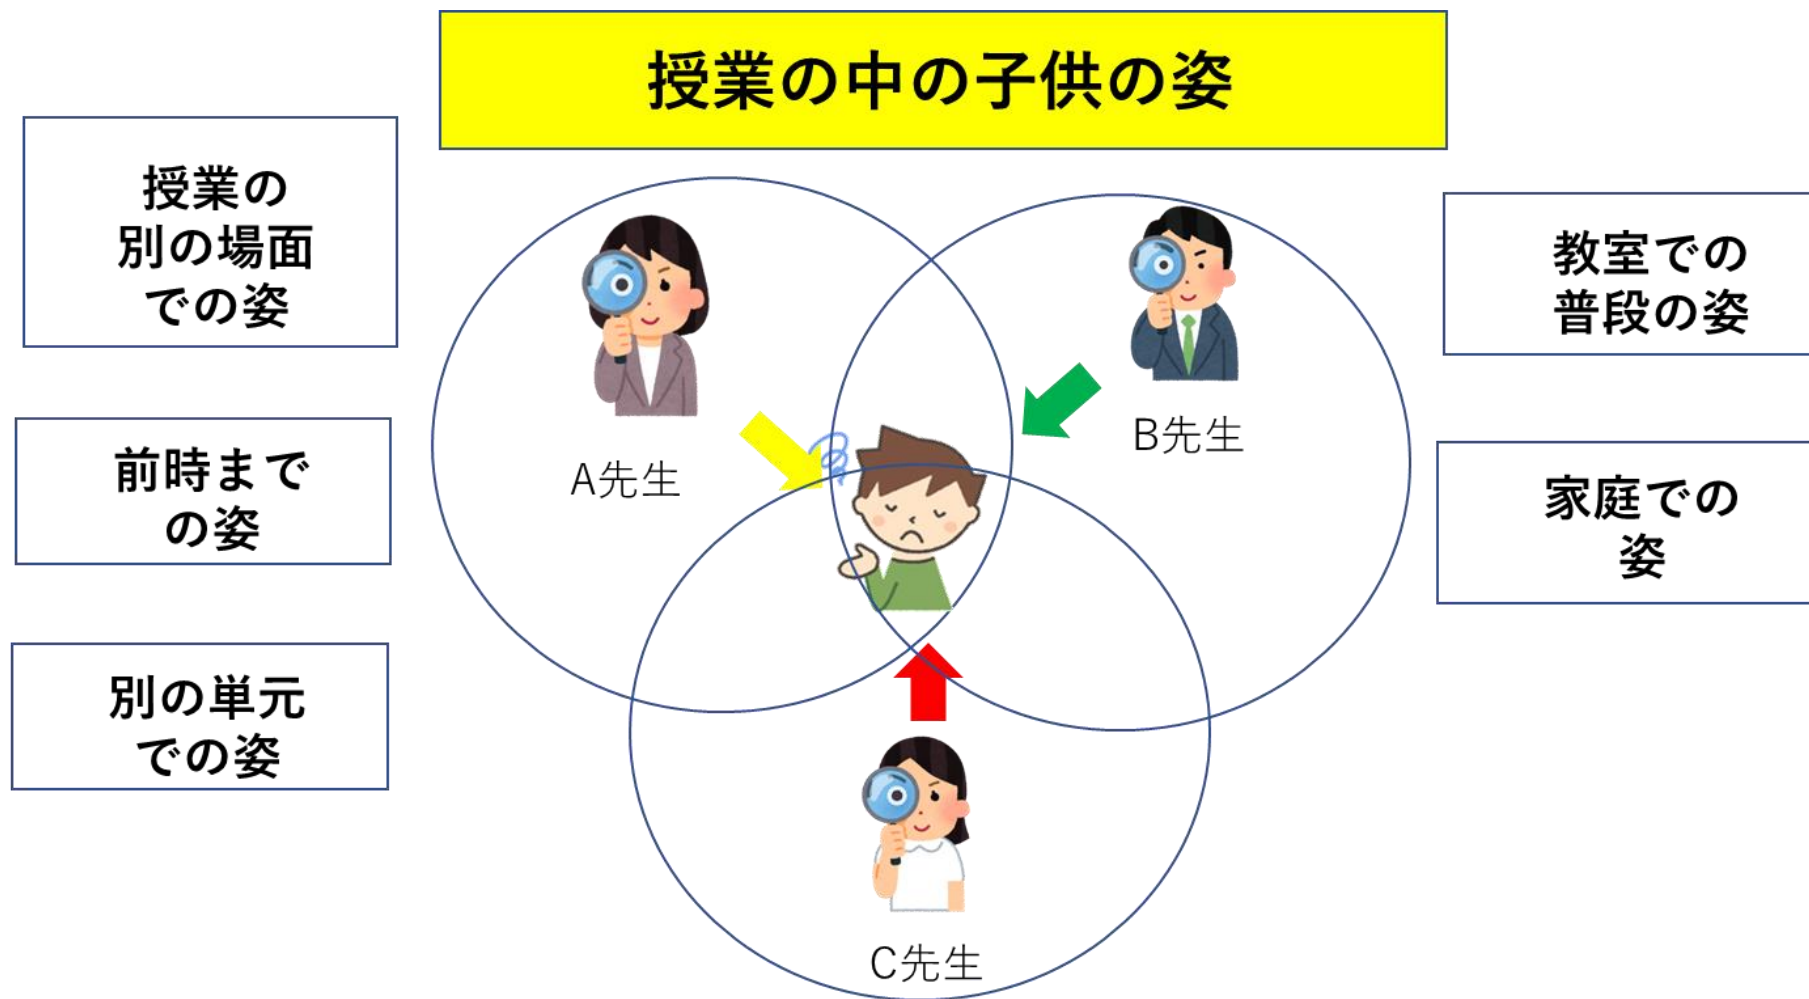 授業の中の子供の姿
授業の
別の場面
での姿
前時まで
の姿
別の単元
での姿
A先生
B先生
C先生
教室での
普段の姿
家庭での
姿